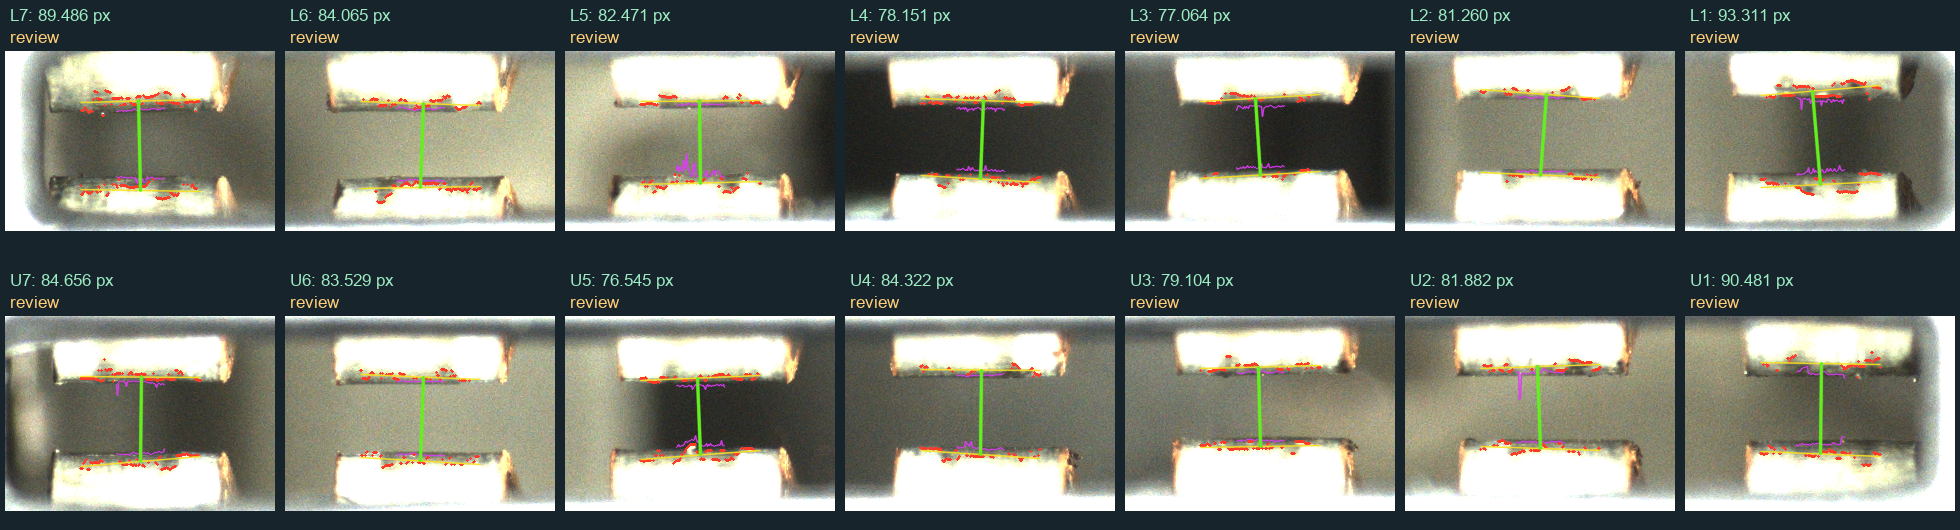 L7: 89.486 px
review
L6: 84.065 px
review
L5: 82.471 px
review
L4: 78.151 px
review
L3: 77.064 px
review
L2: 81.260 px
review
L1: 93.311 px
review
U7: 84.656 px
review
U6: 83.529 px
review
U5: 76.545 px
review
U4: 84.322 px
review
U3: 79.104 px
review
U2: 81.882 px
review
U1: 90.481 px
review